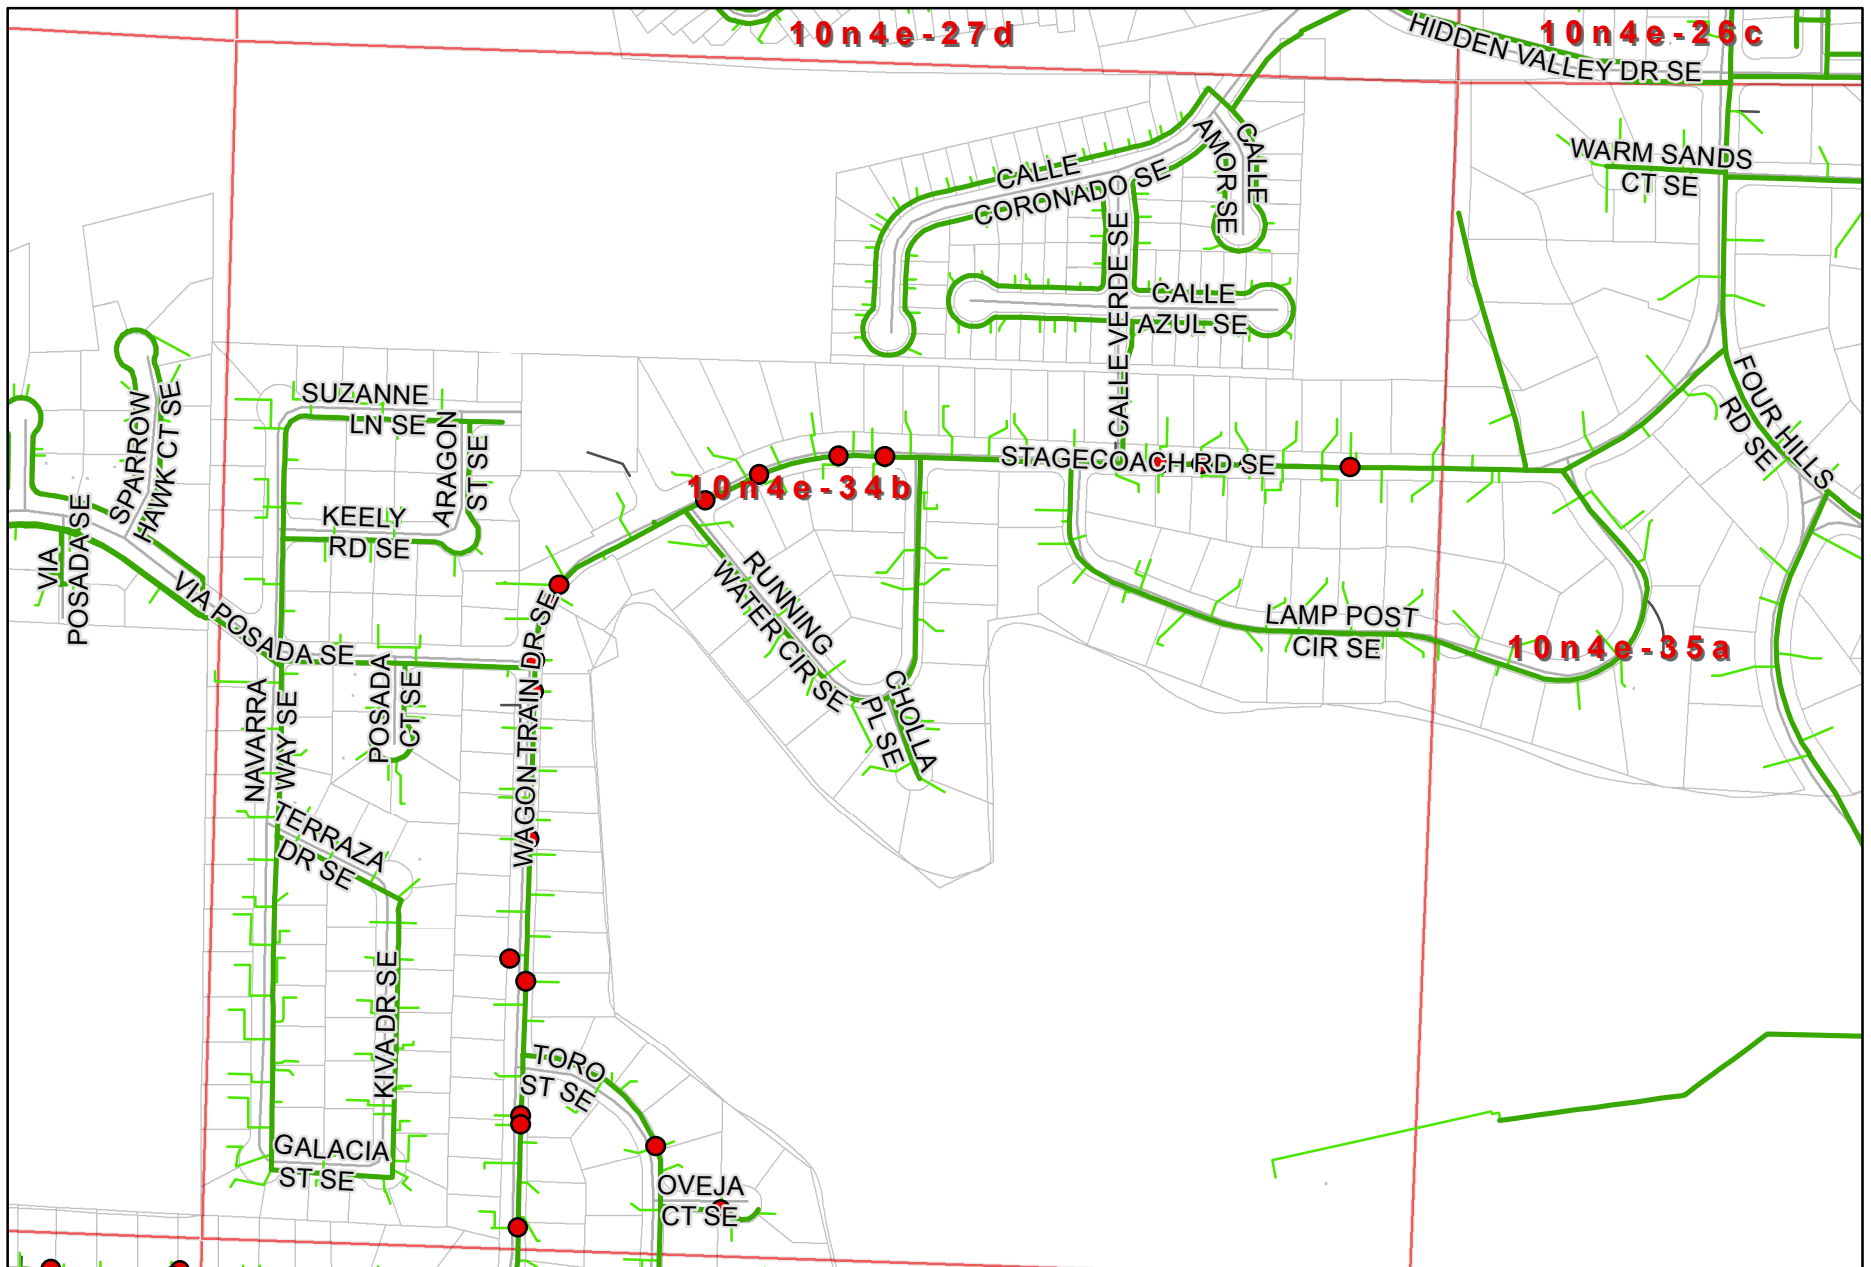 10n4e-27d
10n4e-26c
HIDDEN VALLEY DR SE
WARM SANDS
CT SE
CALLE
AMOR SE
CALLE
CORONADO SE
CALLE VERDE SE
CALLE
AZUL SE
FOUR HILLS
RD SE
SPARROW
HAWK CT SE
SUZANNE
LN SE
ARAGON
ST SE
KEELY
RD SE
STAGECOACH RD SE
10n4e-34b
VIA
POSADA SE
VIA POSADA SE
RUNNING
WATER CIR SE
LAMP POST
CIR SE
10n4e-35a
CHOLLA
PL SE
NAVARRA
WAY SE
POSADA
CT SE
WAGON TRAIN DR SE
TERRAZA
DR SE
KIVA DR SE
TORO
ST SE
GALACIA
ST SE
OVEJA
CT SE